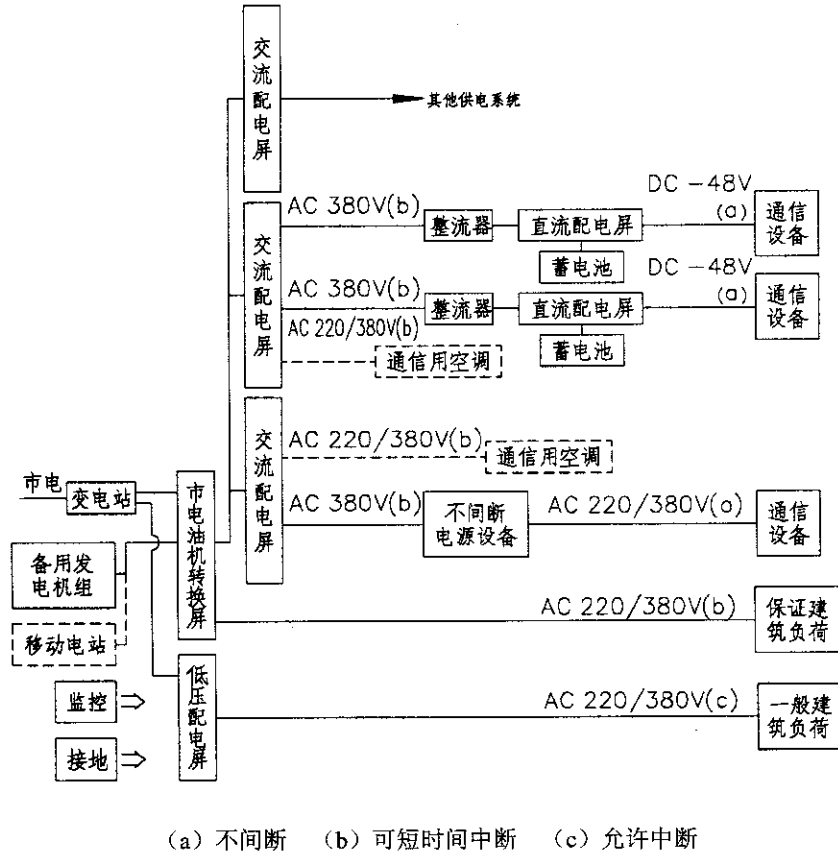 交流配电屏
其他供电系统
交流配电屏
AC 380V(b)
整流器
直流配电屏
DC -48V
(a)
通信
设备
蓄电池
AC 380V(b)
整流器
直流配电屏
DC -48V
(a)
通信
设备
蓄电池
AC 220/380V(b)
通信用空调
交流配电屏
AC 220/380V(b)
通信用空调
AC 380V(b)
不间断
电源设备
AC 220/380V(a)
通信
设备
市电
变电站
市电油机转换屏
备用发
电机组
移动电站
AC 220/380V(b)
保证建
筑负荷
低压配电屏
监控
AC 220/380V(c)
一般建
筑负荷
接地
(a) 不间断 (b) 可短时间中断 (c) 允许中断